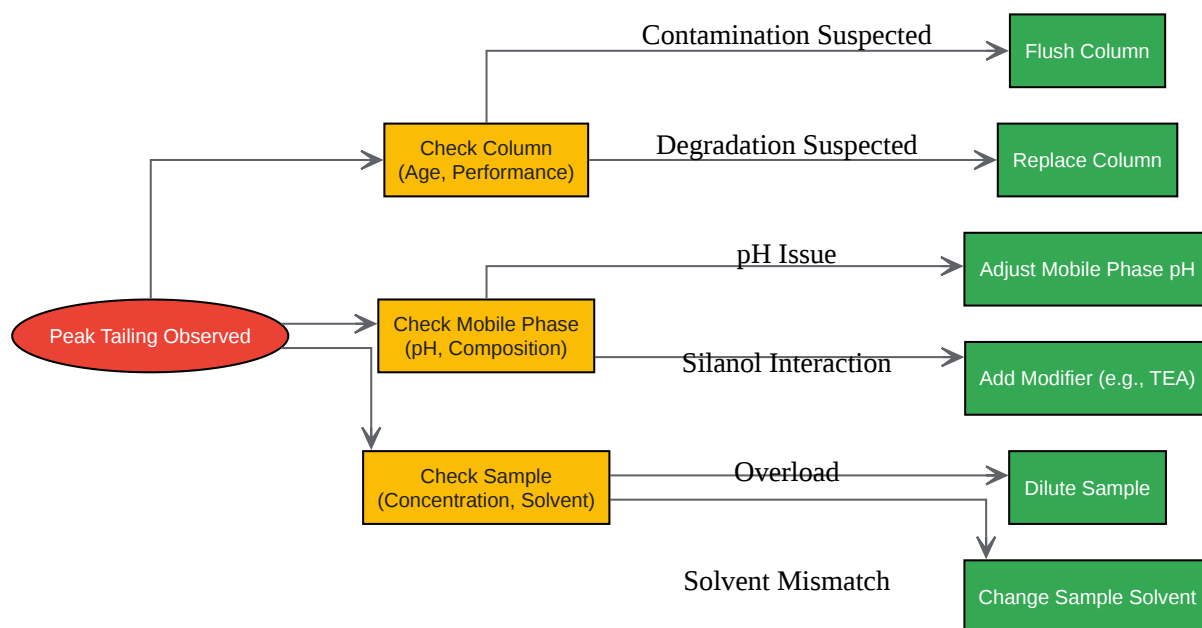 Contamination Suspected
Flush Column
Check Column
(Age, Performance)
Degradation Suspected
Replace Column
pH Issue
Adjust Mobile Phase pH
Peak Tailing Observed
Check Mobile Phase
(pH, Composition)
Silanol Interaction
Add Modifier (e.g., TEA)
Check Sample
(Concentration, Solvent)
Overload
Dilute Sample
Solvent Mismatch
Change Sample Solvent